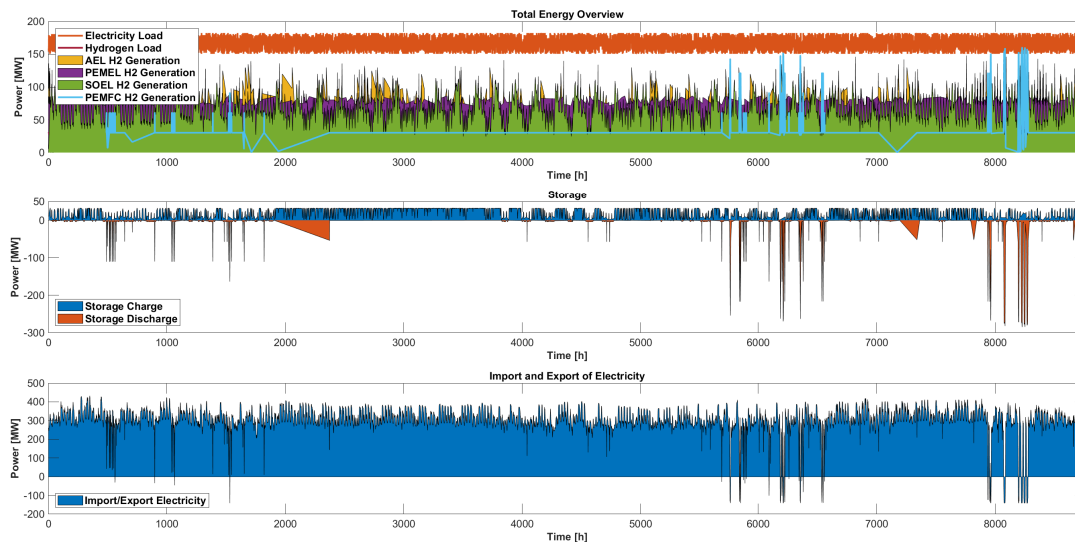 Total Energy Overview
200
150
100
50
0
Power [MW]
Electricity Load
Hydrogen Load
AEL H2 Generation
PEMEL H2 Generation
SOEL H2 Generation
PEMFC H2 Generation
0 1000 2000 3000 4000 5000 6000 7000 8000
Time [h]
Storage
50
0
-100
-200
-300
Power [MW]
Storage Charge
Storage Discharge
0 1000 2000 3000 4000 5000 6000 7000 8000
Time [h]
Import and Export of Electricity
500
400
300
200
100
0
-100
-200
Power [MW]
Import/Export Electricity
0 1000 2000 3000 4000 5000 6000 7000 8000
Time [h]